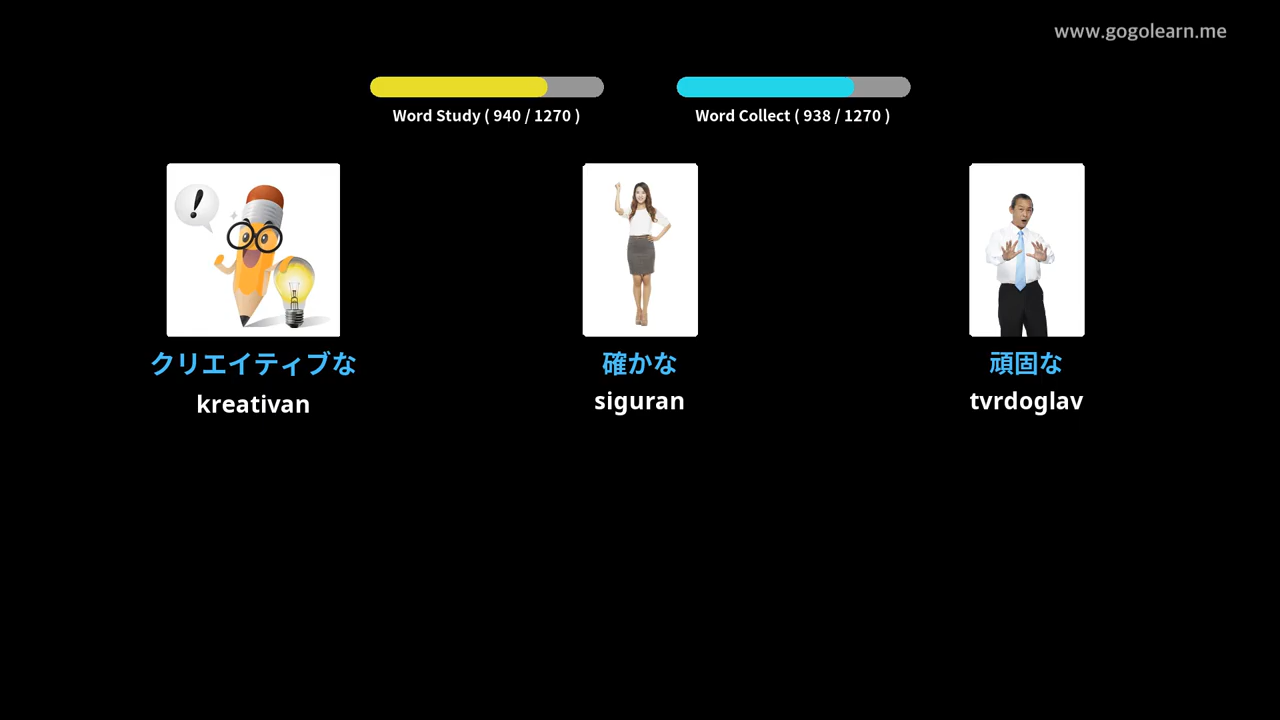 www.gogolearn.me
Word Study ( 940 / 1270 )
Word Collect ( 938 / 1270 )
クリエイティブな
確かな
頑固な
kreativan
siguran
tvrdoglav